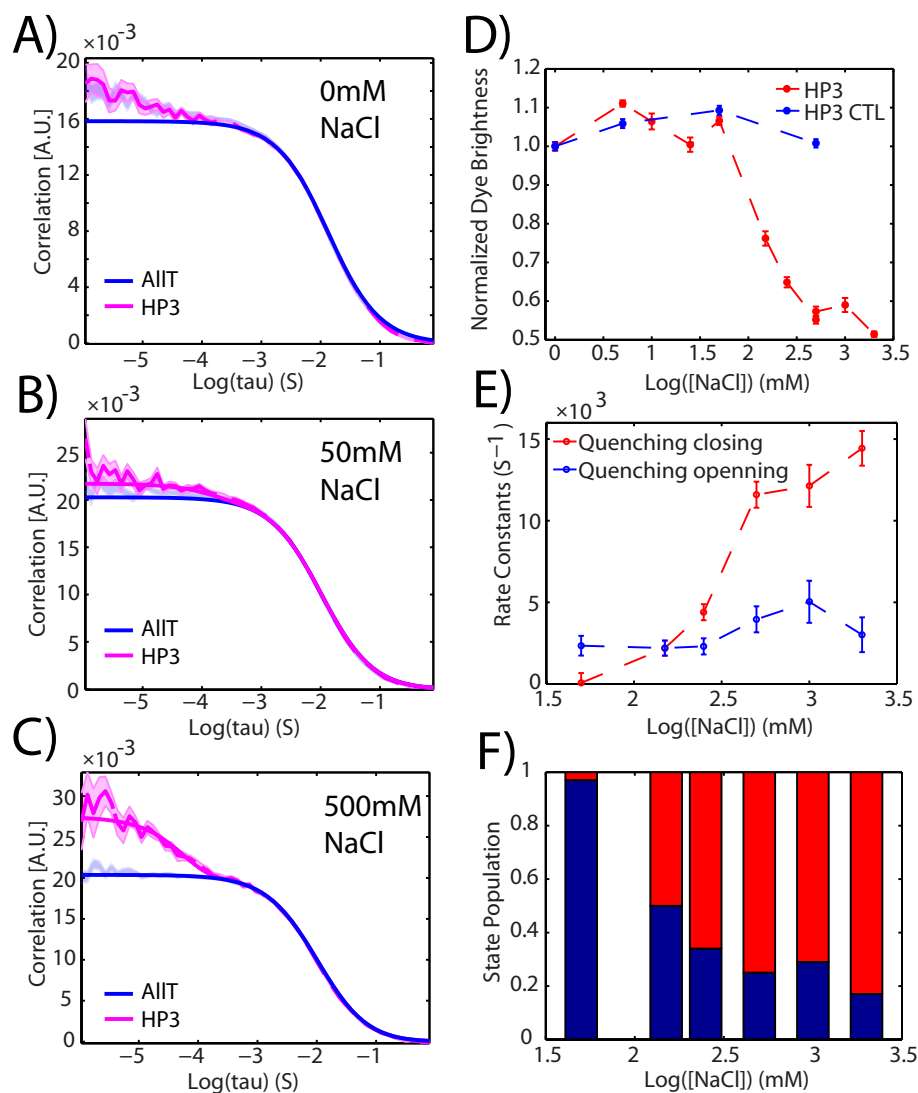 A)
×10⁻³
20
16
12
8
4
0
Correlation [A.U.]
0mM
NaCl
AllT
HP3
−5
−4
−3
−2
−1
Log(tau) (S)
B)
×10⁻³
25
20
15
10
5
0
Correlation [A.U.]
50mM
NaCl
AllT
HP3
−5
−4
−3
−2
−1
Log(tau) (S)
C)
×10⁻³
30
25
20
15
10
5
0
Correlation [A.U.]
500mM
NaCl
AllT
HP3
−5
−4
−3
−2
−1
Log(tau) (S)
D)
1.2
1.1
1.0
0.9
0.8
0.7
0.6
0.5
Normalized Dye Brightness
HP3
HP3 CTL
0
0.5
1
1.5
2
2.5
3
3.5
Log([NaCl]) (mM)
E)
×10³
15
10
5
0
Rate Constants (S⁻¹)
Quenching closing
Quenching openning
1.5
2
2.5
3
3.5
Log([NaCl]) (mM)
F)
1
0.8
0.6
0.4
0.2
0
State Population
1.5
2
2.5
3
3.5
Log([NaCl]) (mM)